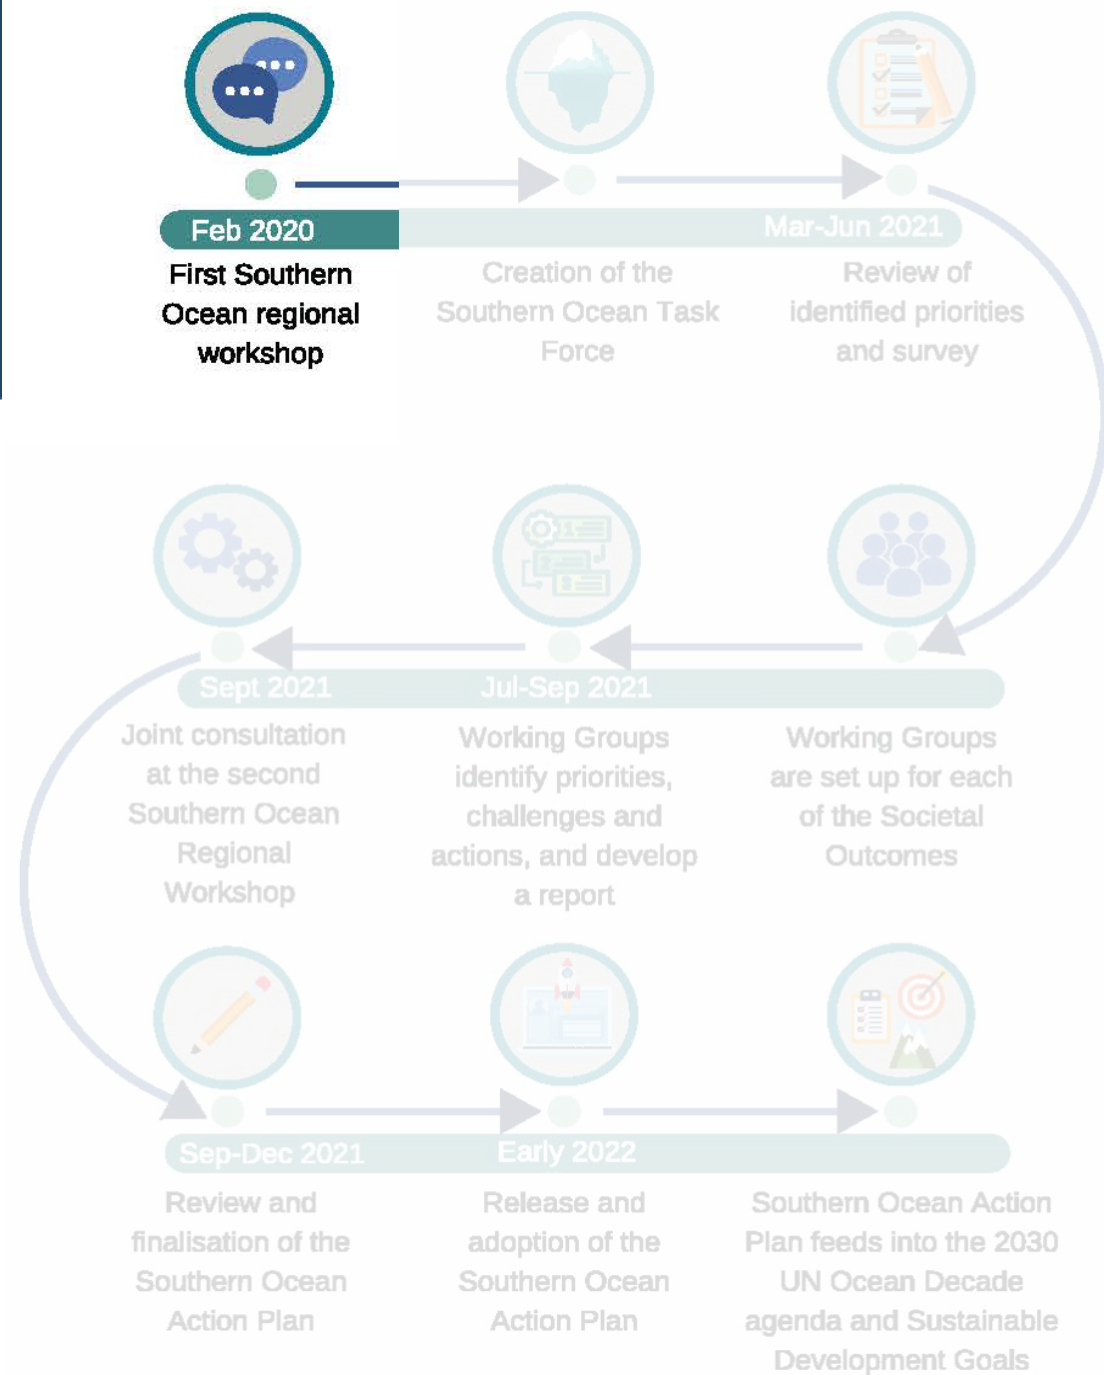 Feb 2020
First Southern
Ocean regional
workshop
Creation of the
Southern Ocean Task
Force
Mar-Jun 2021
Review of
identified priorities
and survey
Sept 2021
Joint consultation
at the second
Southern Ocean
Regional
Workshop
Jul-Sep 2021
Working Groups
identify priorities,
challenges and
actions, and develop
a report
Working Groups
are set up for each
of the Societal
Outcomes
Sep-Dec 2021
Review and
finalisation of the
Southern Ocean
Action Plan
Early 2022
Release and
adoption of the
Southern Ocean
Action Plan
Southern Ocean Action
Plan feeds into the 2030
UN Ocean Decade
agenda and Sustainable
Development Goals